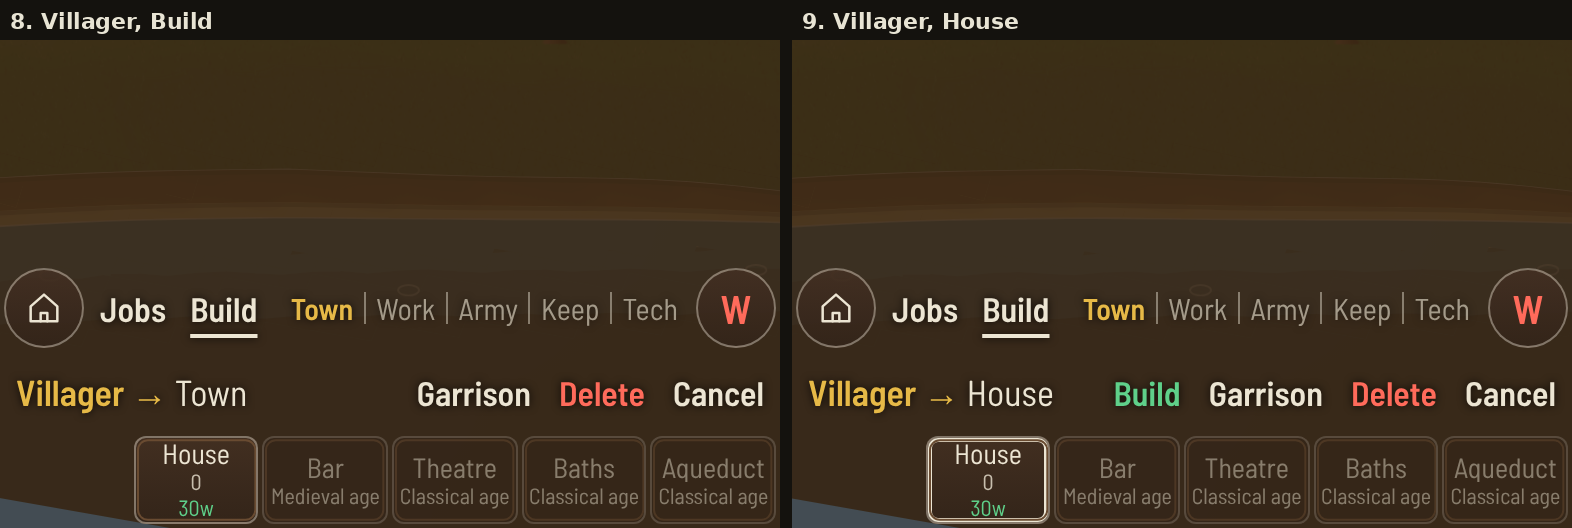 8. Villager, Build
Jobs Build Town | Work | Army | Keep | Tech W
Villager → Town Garrison Delete Cancel
House Bar Theatre Baths Aqueduct
0 Medieval age Classical age Classical age Classical age
30w
9. Villager, House
Jobs Build Town | Work | Army | Keep | Tech W
Villager → House Build Garrison Delete Cancel
House Bar Theatre Baths Aqueduct
0 Medieval age Classical age Classical age Classical age
30w